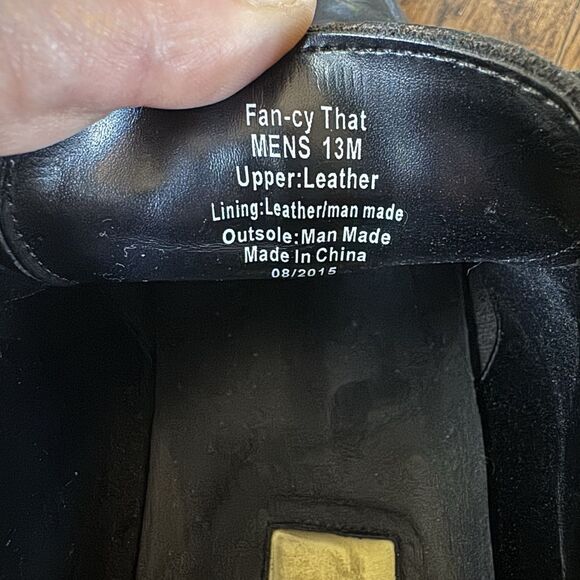 Fan-cy That
MENS 13M
Upper:Leather
Lining:Leather/man made
Outsole:Man Made
Made In China
08/2015